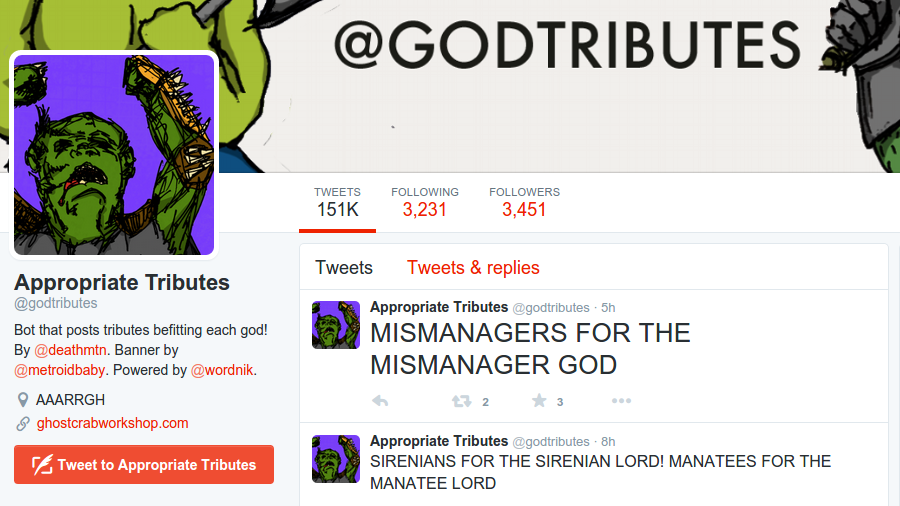 @GODTRIBUTES
TWEETS
151K
FOLLOWING
3,231
FOLLOWERS
3,451
Appropriate Tributes
@godtributes
Bot that posts tributes befitting each god!
By @deathmtn. Banner by
@metroidbaby. Powered by @wordnik.
AAARRGH
ghostcrabworkshop.com
Tweet to Appropriate Tributes
Tweets Tweets & replies
Appropriate Tributes @godtributes · 5h
MISMANAGERS FOR THE
MISMANAGER GOD
2 3
Appropriate Tributes @godtributes · 8h
SIRENIANS FOR THE SIRENIAN LORD! MANATEES FOR THE
MANATEE LORD